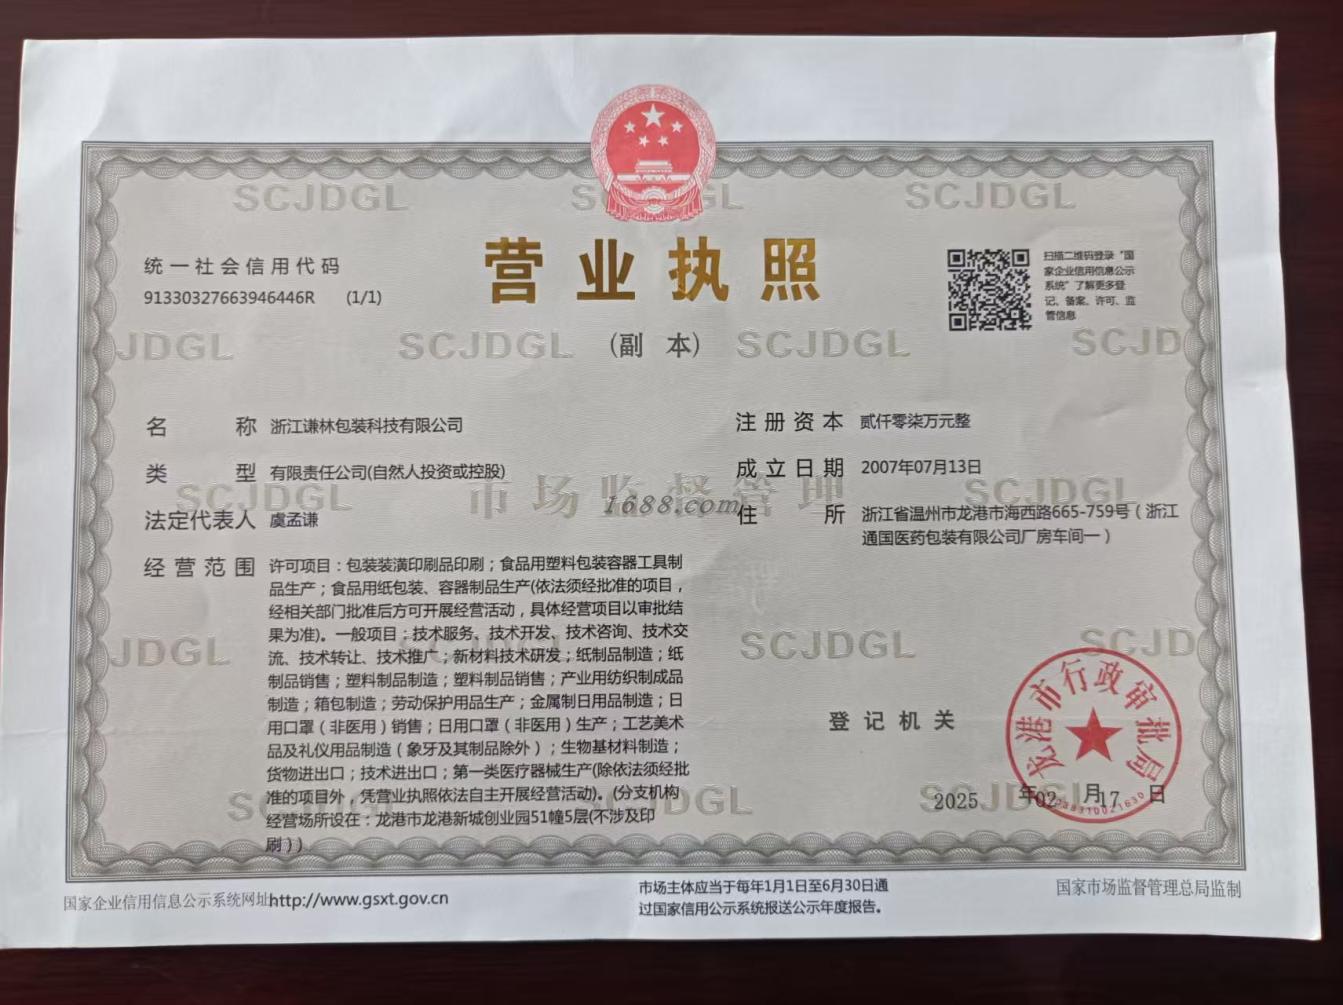 统一社会信用代码
91330327663946446R (1/1)
营业执照
(副 本)
扫描二维码登录"国
家企业信用信息公示
系统"了解更多登
记、备案、许可、监
管信息
名 称 浙江谦林包装科技有限公司
类 型 有限责任公司(自然人投资或控股)
法定代表人 虞孟谦
经营范围 许可项目：包装装潢印刷品印刷；食品用塑料包装容器工具制
品生产；食品用纸包装、容器制品生产(依法须经批准的项目，
经相关部门批准后方可开展经营活动，具体经营项目以审批结
果为准)。一般项目：技术服务、技术开发、技术咨询、技术交
流、技术转让、技术推广；新材料技术研发；纸制品制造；纸
制品销售；塑料制品制造；塑料制品销售；产业用纺织制成品
制造；箱包制造；劳动保护用品生产；金属制日用品制造；日
用口罩（非医用）销售；日用口罩（非医用）生产；工艺美术
品及礼仪用品制造（象牙及其制品除外）；生物基材料制造；
货物进出口；技术进出口；第一类医疗器械生产(除依法须经批
准的项目外，凭营业执照依法自主开展经营活动)。(分支机构
经营场所设在：龙港市龙港新城创业园51幢5层(不涉及印
刷））
注册资本 贰仟零柒万元整
成立日期 2007年07月13日
住 所 浙江省温州市龙港市海西路665-759号（浙江
通国医药包装有限公司厂房车间一）
市场监督管理
1688.com
SCJDGL
登记机关
龙港市行政审批局
2025 年02 月17 日
国家企业信用信息公示系统网址http://www.gsxt.gov.cn
市场主体应当于每年1月1日至6月30日通
过国家信用公示系统报送公示年度报告。
国家市场监督管理总局监制